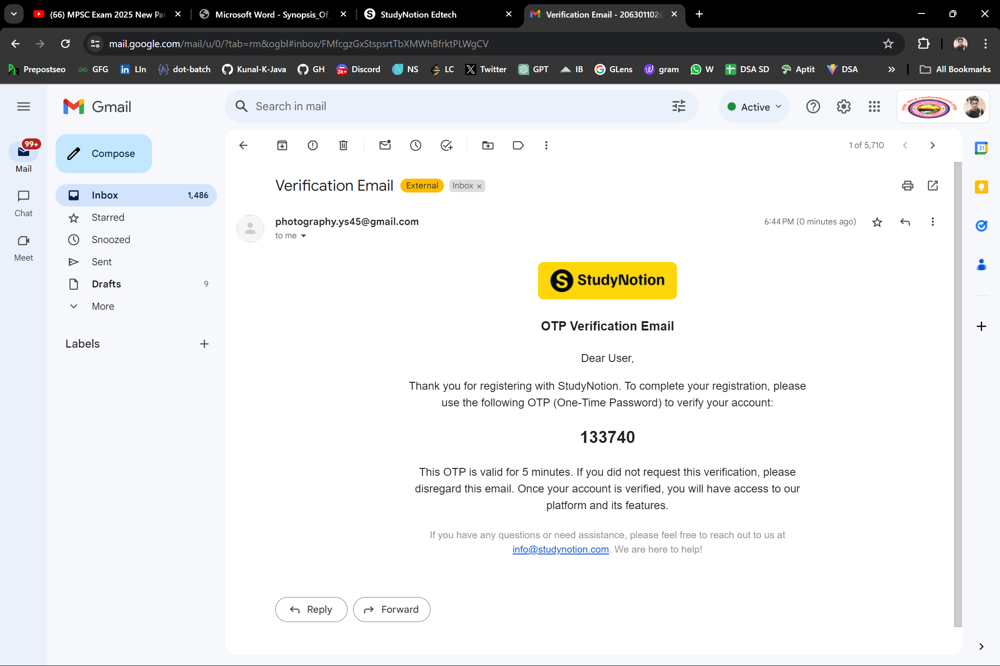 (66) MPSC Exam 2025 New Pat
Microsoft Word - Synopsis_Of_
StudyNotion Edtech
Verification Email - 206301102@
mail.google.com/mail/u/0/?tab=rm&ogbl#inbox/FMfcgzGxStspsrtTbXMWhBfrktPLWgCV
Prepostseo
GFG
LIn
dot-batch
Kunal-K-Java
GH
3k+
Discord
NS
LC
Twitter
GPT
IB
GLens
gram
W
DSA SD
Aptit
DSA
All Bookmarks
Gmail
Search in mail
Active
99+
Mail
Chat
Meet
Compose
Inbox 1,486
Starred
Snoozed
Sent
Drafts 9
More
Labels
1 of 5,710
31
Verification Email External Inbox ×
photography.ys45@gmail.com
6:44 PM (0 minutes ago)
to me
S StudyNotion
OTP Verification Email
Dear User,
Thank you for registering with StudyNotion. To complete your registration, please
use the following OTP (One-Time Password) to verify your account:
133740
This OTP is valid for 5 minutes. If you did not request this verification, please
disregard this email. Once your account is verified, you will have access to our
platform and its features.
If you have any questions or need assistance, please feel free to reach out to us at
info@studynotion.com. We are here to help!
Reply
Forward